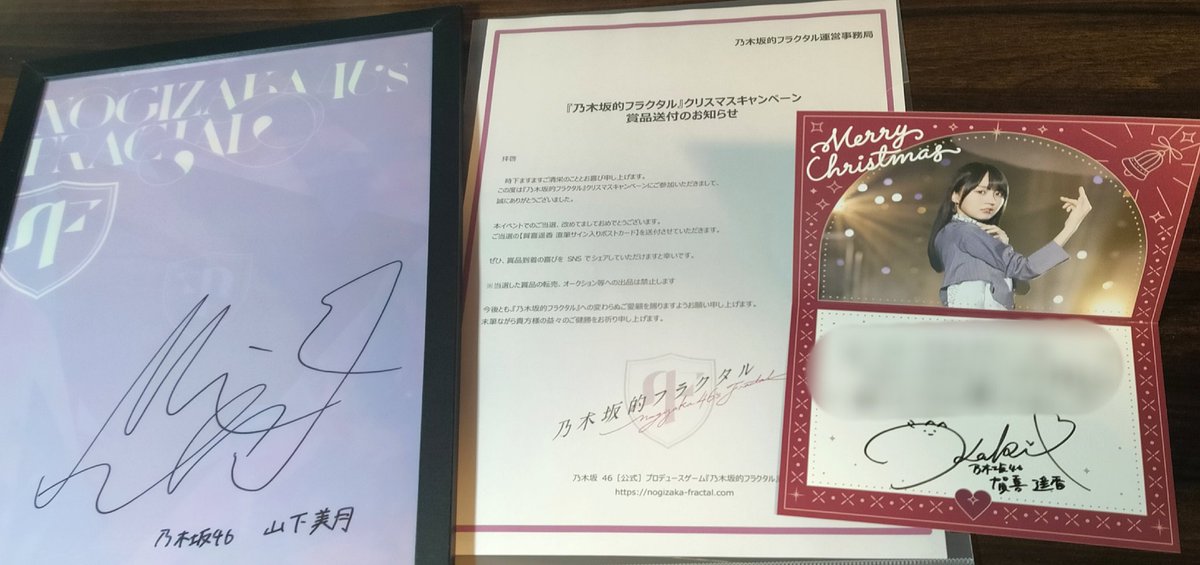 NOGIZAKA46's
FRACTAL
乃木坂46 山下美月
乃木坂的フラクタル運営事務局
『乃木坂的フラクタル』クリスマスキャンペーン
賞品送付のお知らせ
拝啓
時下ますますご清栄のこととお喜び申し上げます。
この度は『乃木坂的フラクタル』クリスマスキャンペーンにご参加いただきまして、
誠にありがとうございました。
本イベントでのご当選、改めましておめでとうございます。
ご当選の【賀喜遥香 直筆サイン入りポストカード】を送付させていただきます。
ぜひ、賞品到着の喜びを SNS でシェアしていただけますと幸いです。
※当選した賞品の転売、オークション等への出品は禁止します
今後とも『乃木坂的フラクタル』への変わらぬご愛顧を賜りますようお願い申し上げます。
末筆ながら貴方様の益々のご健勝をお祈り申し上げます。
乃木坂的フラクタル
Nogizaka 46's Fractal
乃木坂 46［公式］プロデュースゲーム『乃木坂的フラクタル』
https://nogizaka-fractal.com
Merry
Christmas
Kaki
乃木坂46
賀喜 遥香